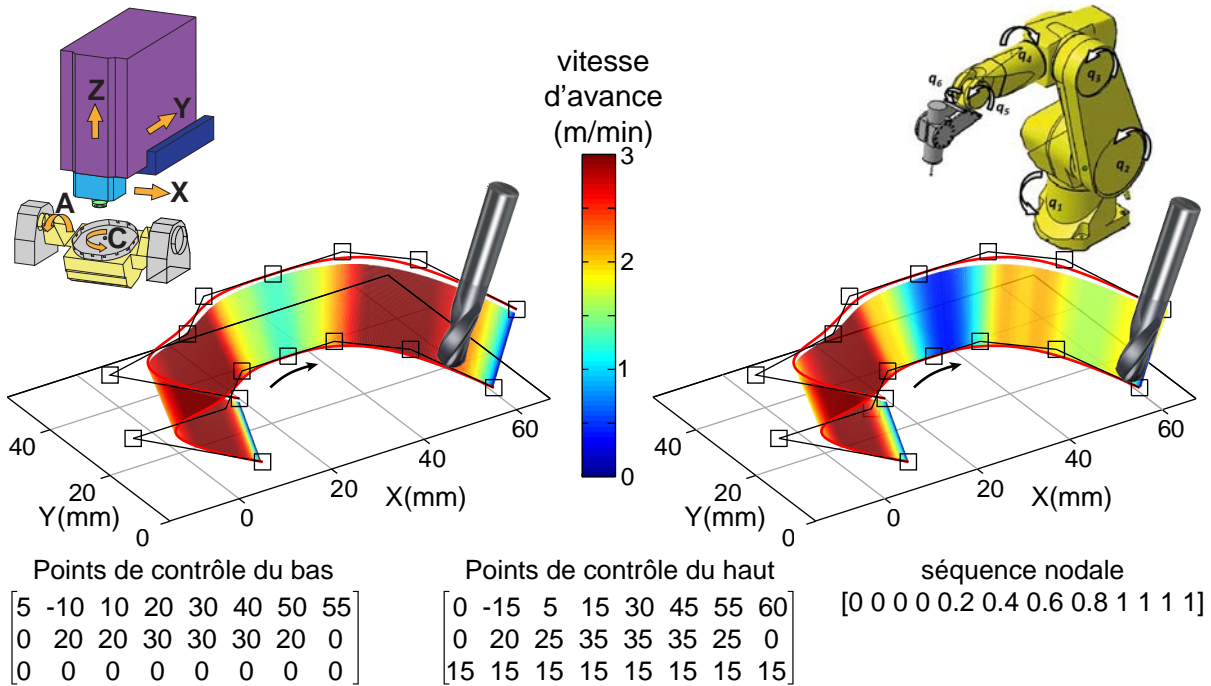 Z
Y
X
A
C
vitesse
d'avance
(m/min)
3
2
1
0
q6
q4
q3
q5
q2
q1
40
20
0
Y(mm)
0
20
40
60
X(mm)
40
20
0
Y(mm)
0
20
40
60
X(mm)
Points de contrôle du bas
5 -10 10 20 30 40 50 55
0 20 20 30 30 30 20 0
0 0 0 0 0 0 0 0
Points de contrôle du haut
0 -15 5 15 30 45 55 60
0 20 25 35 35 35 25 0
15 15 15 15 15 15 15 15
séquence nodale
[0 0 0 0 0.2 0.4 0.6 0.8 1 1 1 1]